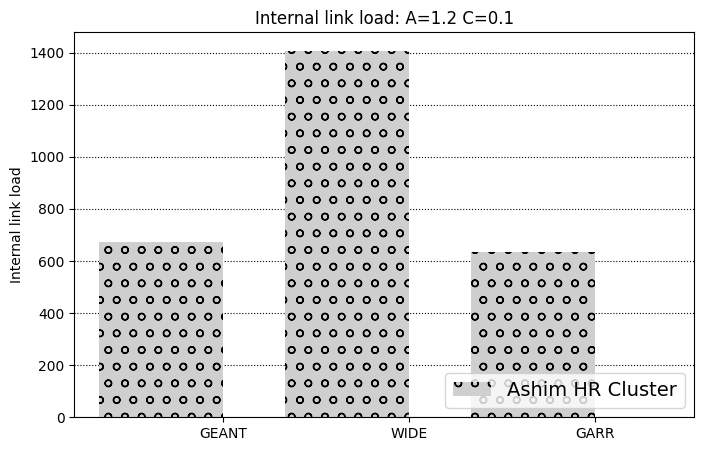 Internal link load: A=1.2 C=0.1
Internal link load
1400
1200
1000
800
600
400
200
0
Ashim HR Cluster
GEANT
WIDE
GARR